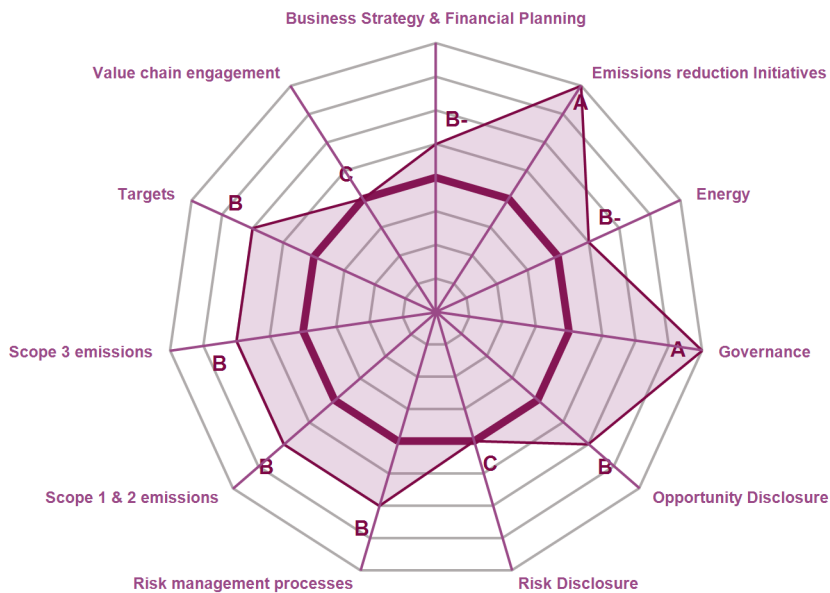 Business Strategy & Financial Planning
Value chain engagement
Emissions reduction Initiatives
A
B-
C
Targets
B
Energy
B-
Scope 3 emissions
B
A
Governance
Scope 1 & 2 emissions
B
C
B
Opportunity Disclosure
B
Risk management processes
Risk Disclosure